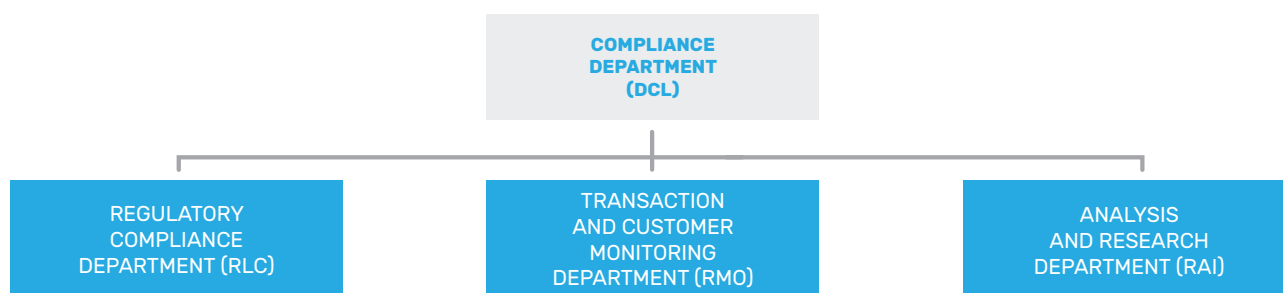 COMPLIANCE
DEPARTMENT
(DCL)
REGULATORY
COMPLIANCE
DEPARTMENT (RLC)
TRANSACTION
AND CUSTOMER
MONITORING
DEPARTMENT (RMO)
ANALYSIS
AND RESEARCH
DEPARTMENT (RAI)